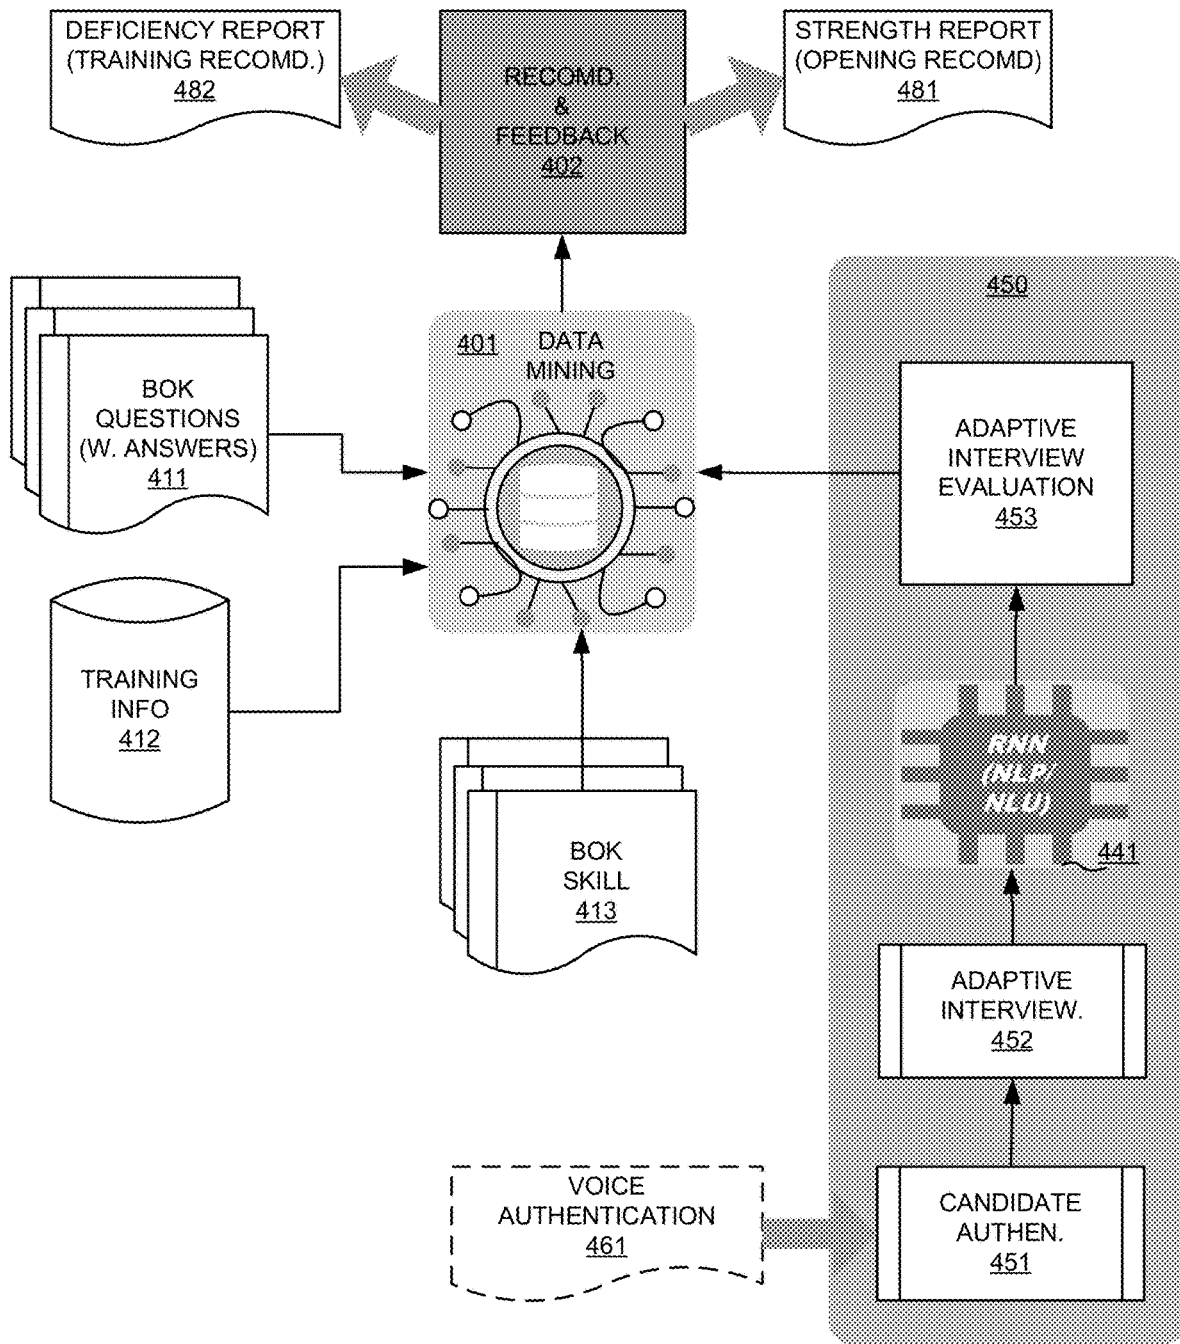 DEFICIENCY REPORT
(TRAINING RECOMD.)
482
RECOMD
&
FEEDBACK
402
STRENGTH REPORT
(OPENING RECOMD)
481
450
401
DATA
MINING
BOK
QUESTIONS
(W. ANSWERS)
411
ADAPTIVE
INTERVIEW
EVALUATION
453
TRAINING
INFO
412
RNN
(NLP/
NLU)
441
BOK
SKILL
413
ADAPTIVE
INTERVIEW.
452
VOICE
AUTHENTICATION
461
CANDIDATE
AUTHEN.
451